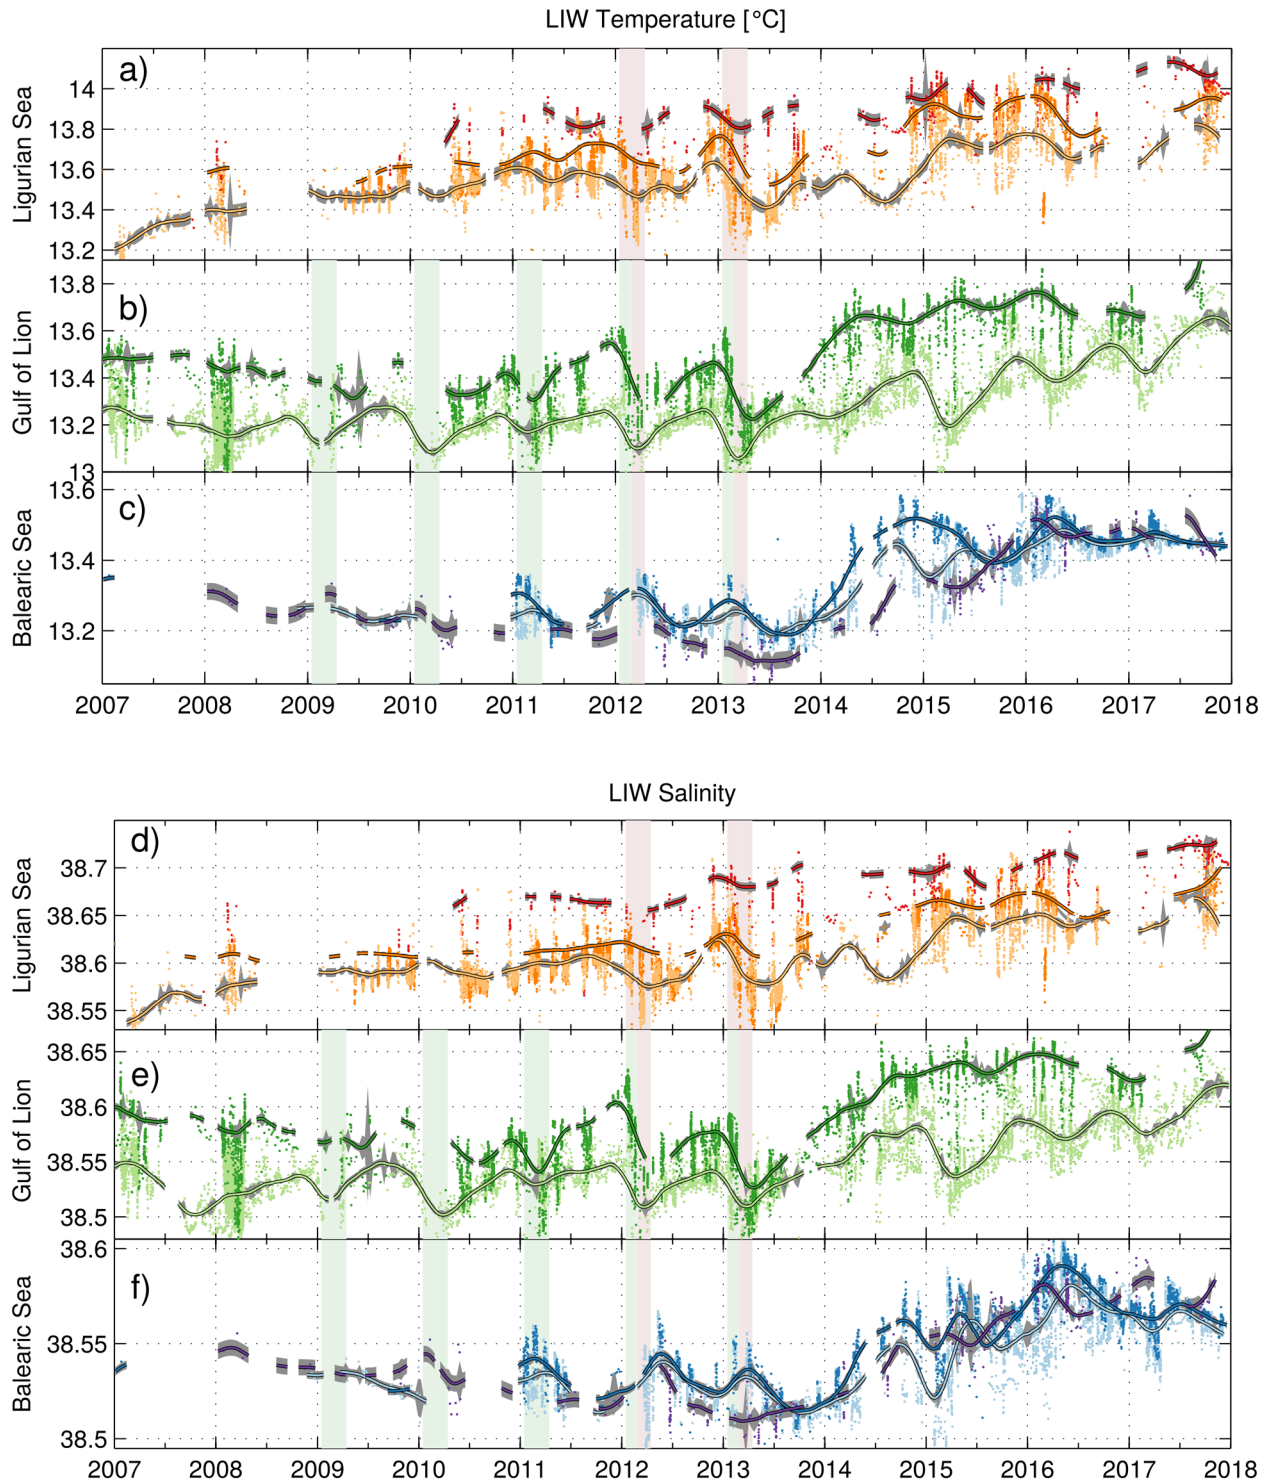 LIW Temperature [°C]
a)
Ligurian Sea
14
13.8
13.6
13.4
13.2
b)
Gulf of Lion
13.8
13.6
13.4
13.2
13
c)
Balearic Sea
13.6
13.4
13.2
2007 2008 2009 2010 2011 2012 2013 2014 2015 2016 2017 2018
LIW Salinity
d)
Ligurian Sea
38.7
38.65
38.6
38.55
e)
Gulf of Lion
38.65
38.6
38.55
38.5
f)
Balearic Sea
38.6
38.55
38.5
2007 2008 2009 2010 2011 2012 2013 2014 2015 2016 2017 2018